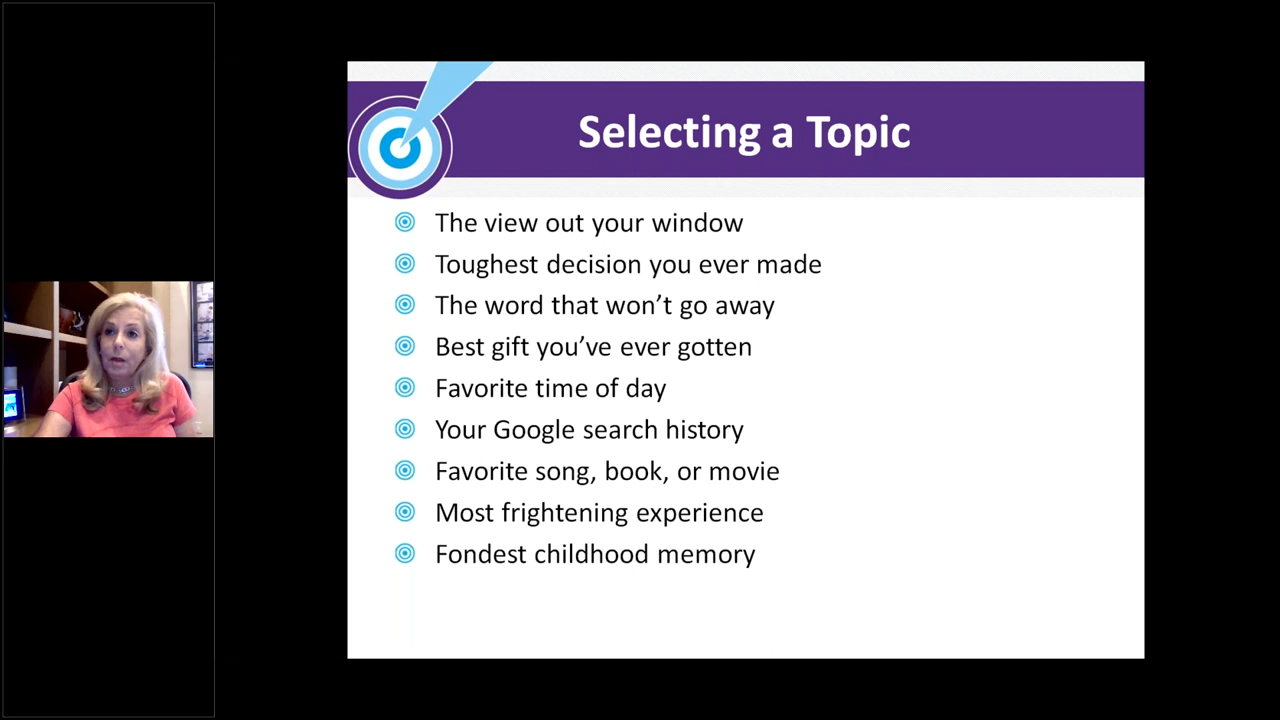 Selecting a Topic
The view out your window
Toughest decision you ever made
The word that won’t go away
Best gift you’ve ever gotten
Favorite time of day
Your Google search history
Favorite song, book, or movie
Most frightening experience
Fondest childhood memory